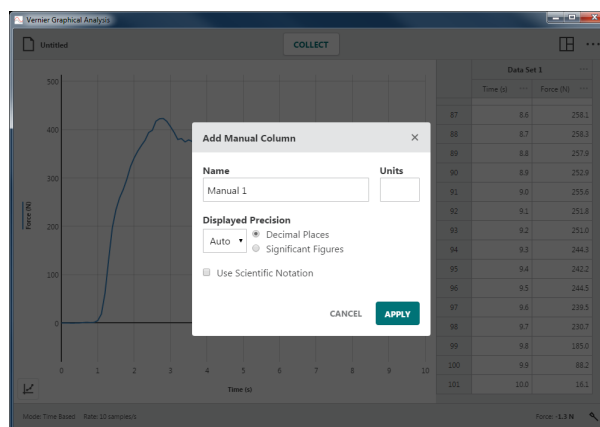 Vernier Graphical Analysis
Untitled
COLLECT
Data Set 1
Time (s) Force (N)
87 8.6 258.1
88 8.7 258.3
89 8.8 257.9
90 8.9 252.9
91 9.0 255.6
92 9.1 251.8
93 9.2 251.0
94 9.3 244.3
95 9.4 242.2
96 9.5 244.5
97 9.6 239.5
98 9.7 230.7
99 9.8 185.0
100 9.9 88.2
101 10.0 16.1
Force (N)
500
400
300
200
100
0
0 1 2 3 4 5 6 7 8 9 10
Time (s)
Add Manual Column ×
Name Units
Manual 1
Displayed Precision
Auto Decimal Places
Significant Figures
Use Scientific Notation
CANCEL APPLY
Mode: Time Based Rate: 10 samples/s Force: -1.3 N